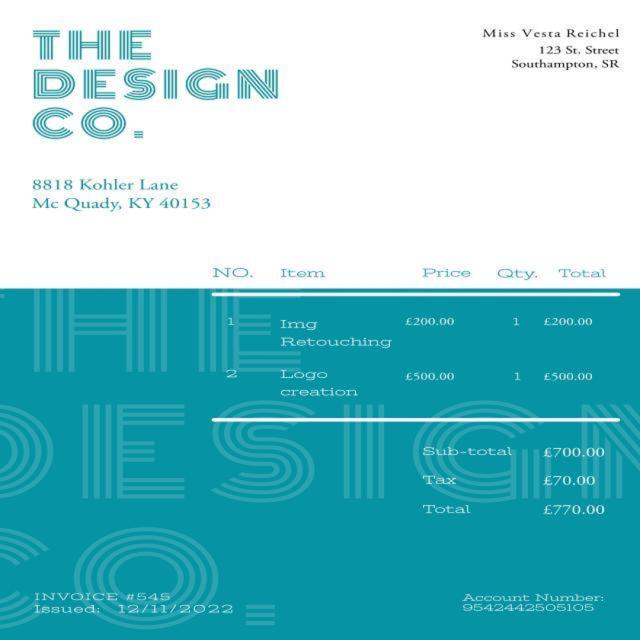 THE
DESIGN
CO.
Miss Vesta Reichel
123 St. Street
Southampton, SR
8818 Kohler Lane
Mc Quady, KY 40153
NO. Item Price Qty. Total
1 Img Retouching £200.00 1 £200.00
2 Logo creation £500.00 1 £500.00
Sub-total £700.00
Tax £70.00
Total £770.00
THE
DESIGN
CO.
INVOICE #545
Issued: 12/11/2022
Account Number:
9542442505105